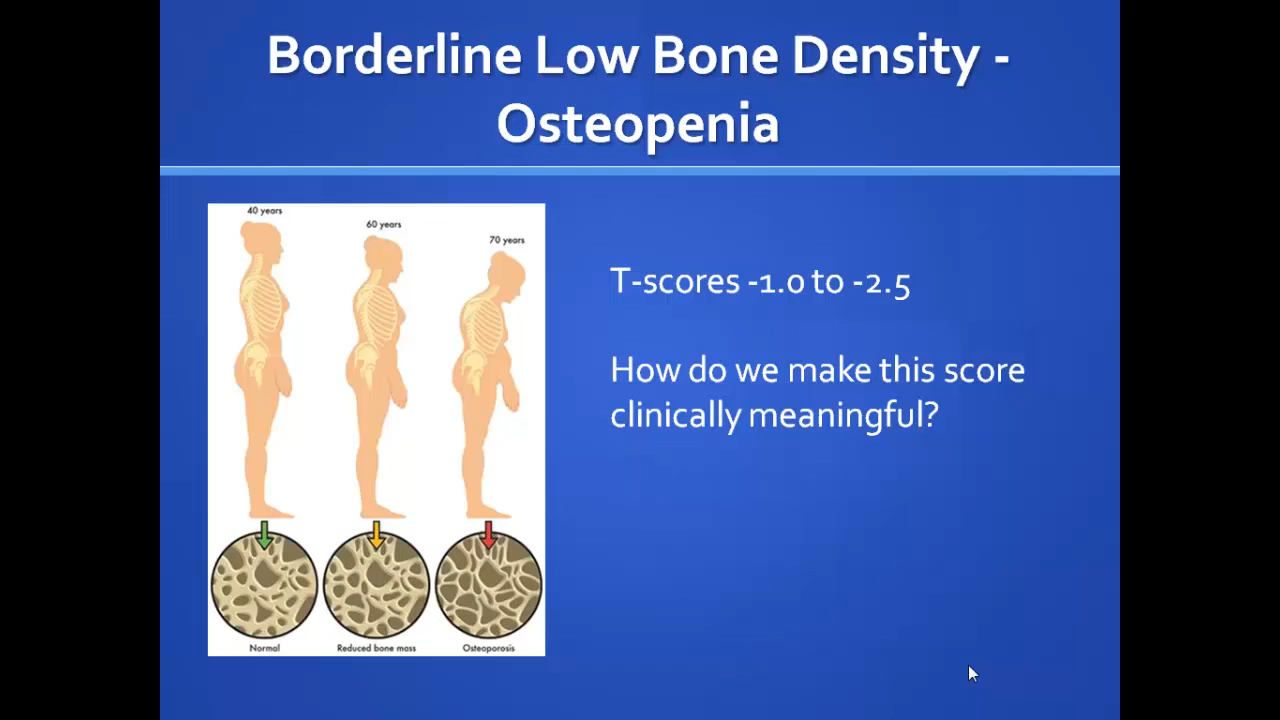 Borderline Low Bone Density -
Osteopenia
40 years
60 years
70 years
T-scores -1.0 to -2.5
How do we make this score
clinically meaningful?
Normal
Reduced bone mass
Osteoporosis